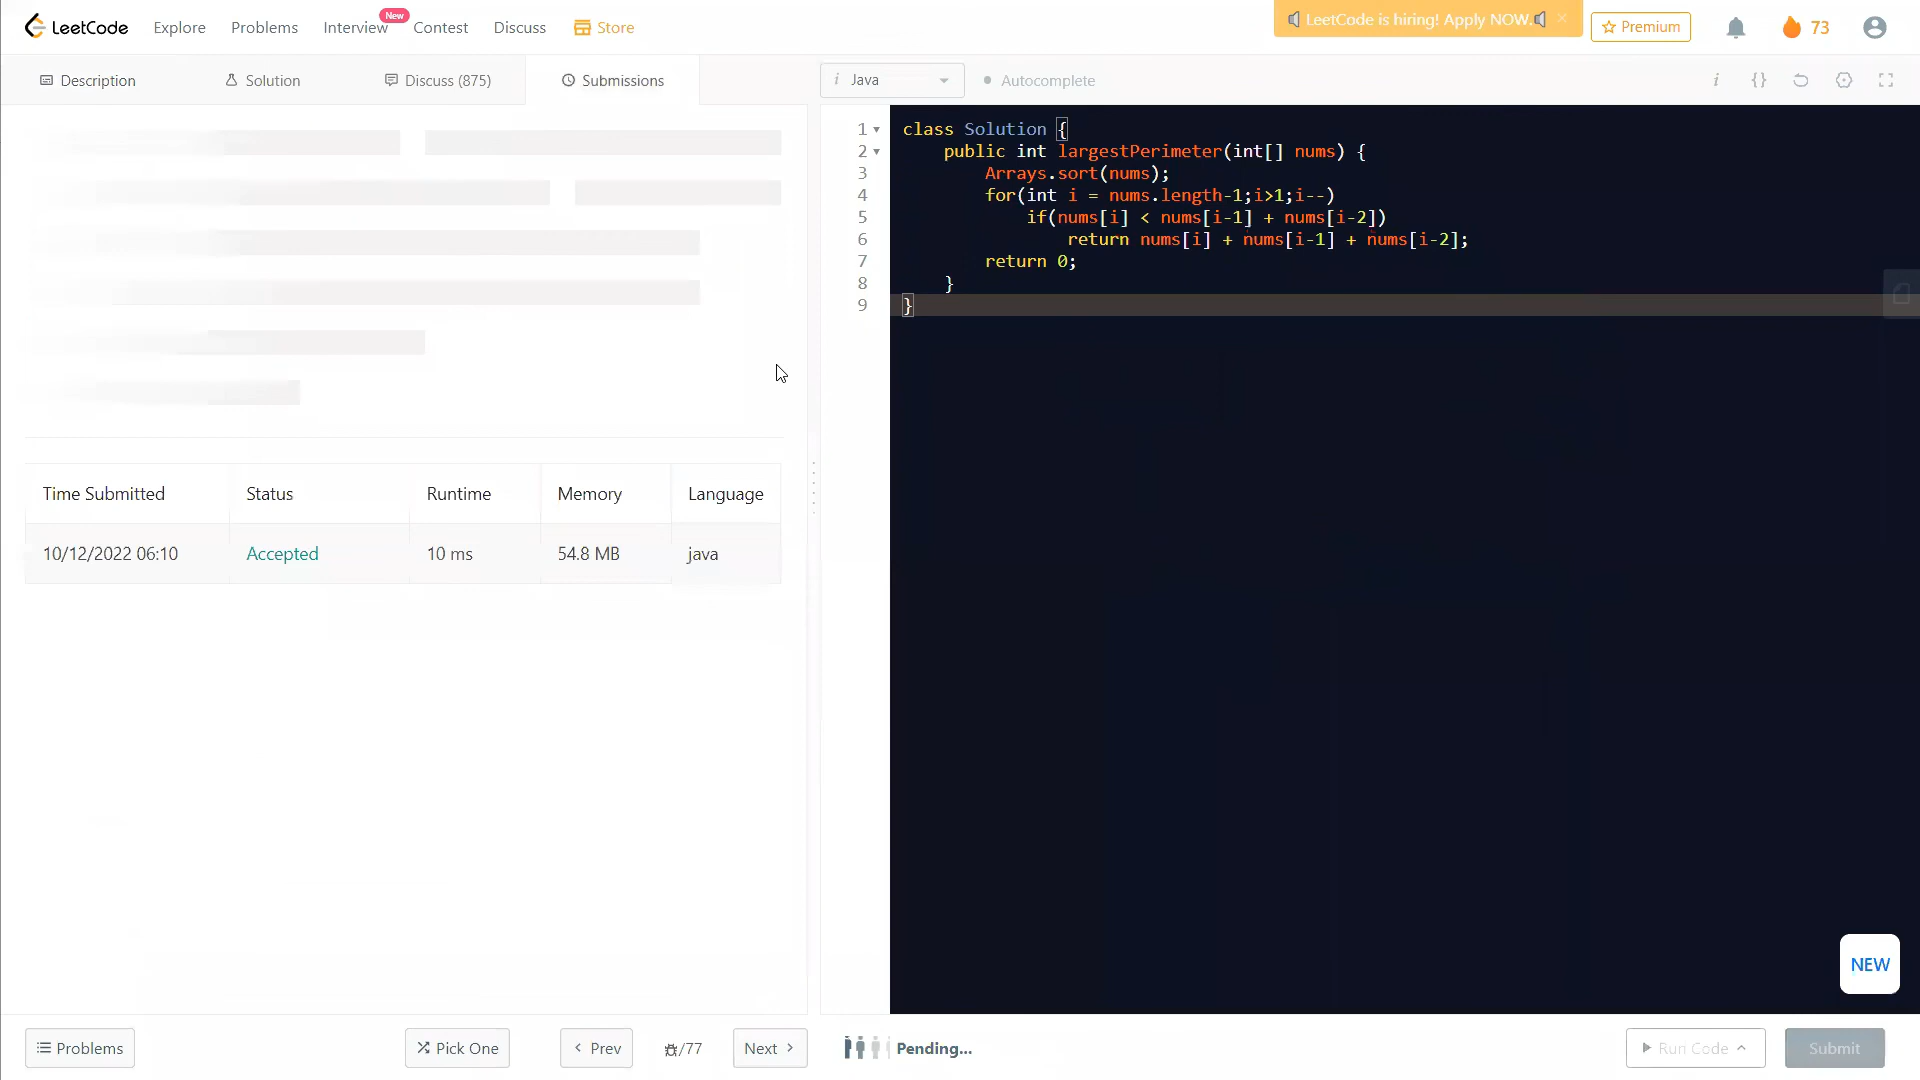 LeetCode Explore Problems Interview New Contest Discuss Store LeetCode is hiring! Apply NOW. Premium 73
Description Solution Discuss (875) Submissions i Java Autocomplete i {}
1 class Solution {
2 public int largestPerimeter(int[] nums) {
3 Arrays.sort(nums);
4 for(int i = nums.length-1;i>1;i--)
5 if(nums[i] < nums[i-1] + nums[i-2])
6 return nums[i] + nums[i-1] + nums[i-2];
7 return 0;
8 }
9 }
Time Submitted Status Runtime Memory Language
10/12/2022 06:10 Accepted 10 ms 54.8 MB java
NEW
Problems Pick One Prev /77 Next Pending... Run Code Submit